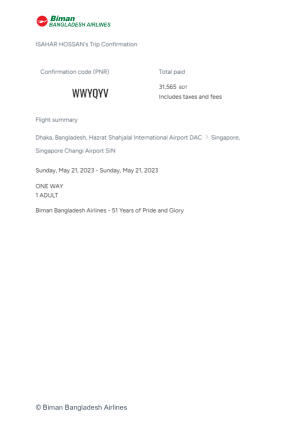 Biman
BANGLADESH AIRLINES
ISAHAR HOSSAN's Trip Confirmation
Confirmation code (PNR)
Total paid
WWYQYV
31,565 BDT
Includes taxes and fees
Flight summary
Dhaka, Bangladesh, Hazrat Shahjalal International Airport DAC > Singapore,
Singapore Changi Airport SIN
Sunday, May 21, 2023 - Sunday, May 21, 2023
ONE WAY
1 ADULT
Biman Bangladesh Airlines - 51 Years of Pride and Glory
© Biman Bangladesh Airlines